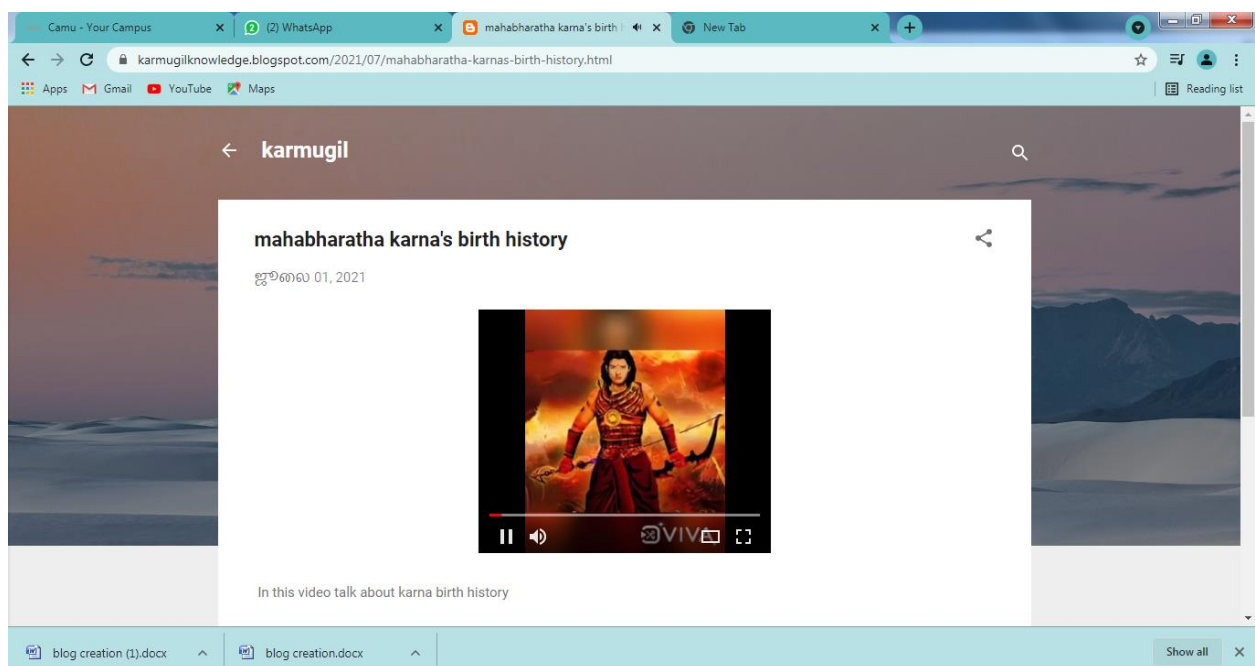 Camu - Your Campus
(2) WhatsApp
mahabharatha karna's birth
New Tab
karmugilknowledge.blogspot.com/2021/07/mahabharatha-karnas-birth-history.html
Apps Gmail YouTube Maps Reading list
karmugil
mahabharatha karna's birth history
ജൂലൈ 01, 2021
VIVA
In this video talk about karna birth history
blog creation (1).docx
blog creation.docx
Show all